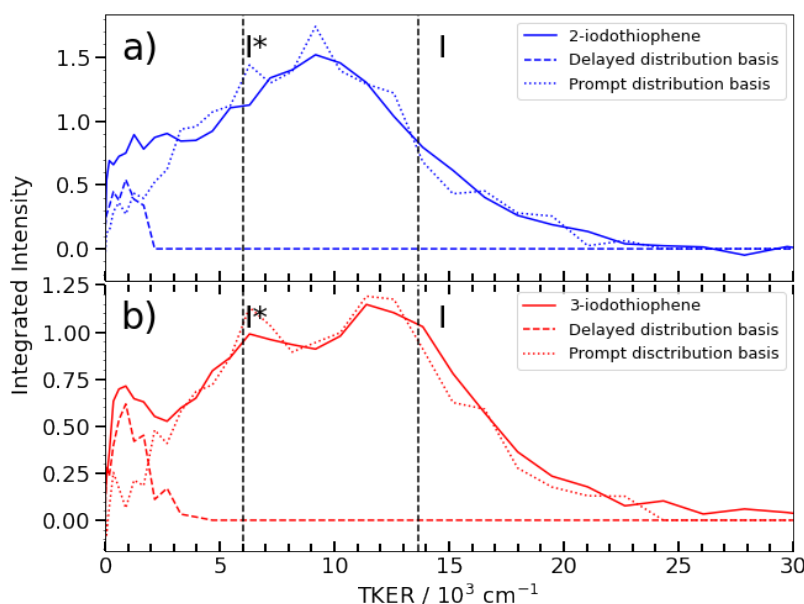 a)
I*
I
2-iodothiophene
Delayed distribution basis
Prompt distribution basis
1.5
1.0
0.5
0.0
Integrated Intensity
b)
I*
I
3-iodothiophene
Delayed distribution basis
Prompt disctribution basis
1.25
1.00
0.75
0.50
0.25
0.00
0 5 10 15 20 25 30
TKER / 10³ cm⁻¹